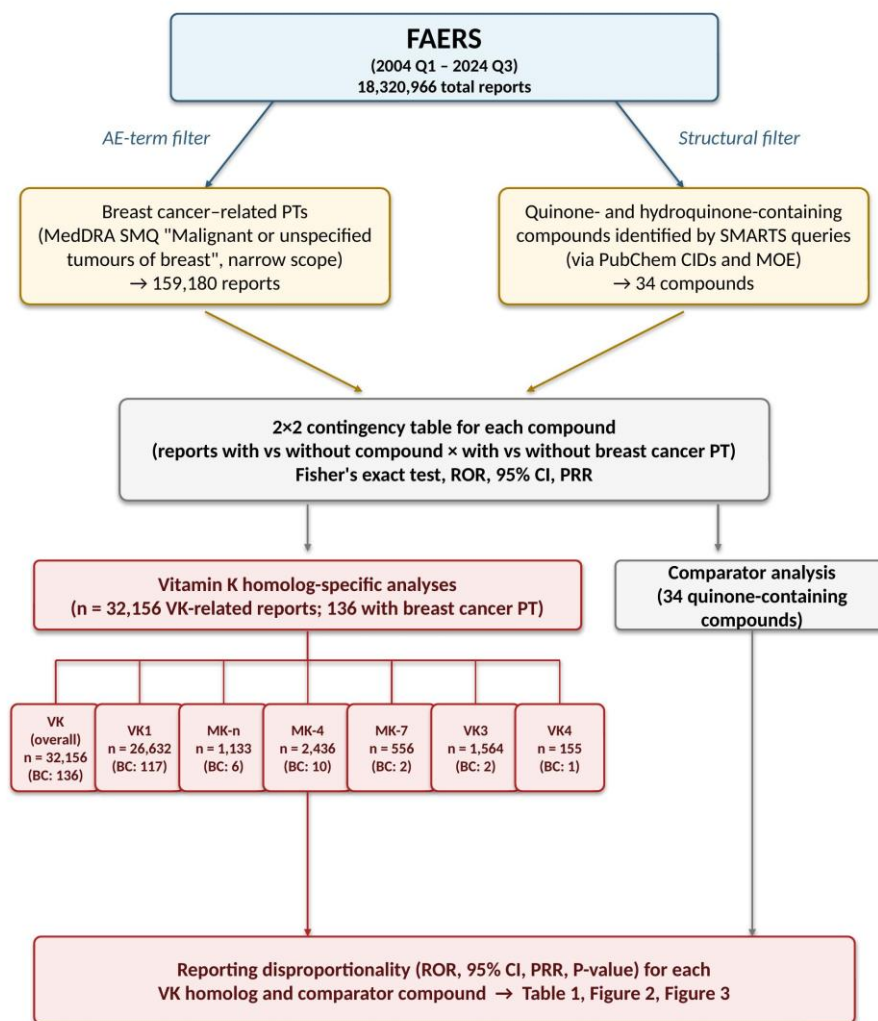 FAERS
(2004 Q1 – 2024 Q3)
18,320,966 total reports
AE-term filter
Structural filter
Breast cancer–related PTs
(MedDRA SMQ "Malignant or unspecified
tumours of breast", narrow scope)
→ 159,180 reports
Quinone- and hydroquinone-containing
compounds identified by SMARTS queries
(via PubChem CIDs and MOE)
→ 34 compounds
2×2 contingency table for each compound
(reports with vs without compound × with vs without breast cancer PT)
Fisher's exact test, ROR, 95% CI, PRR
Vitamin K homolog-specific analyses
(n = 32,156 VK-related reports; 136 with breast cancer PT)
Comparator analysis
(34 quinone-containing
compounds)
VK
(overall)
n = 32,156
(BC: 136)
VK1
n = 26,632
(BC: 117)
MK-n
n = 1,133
(BC: 6)
MK-4
n = 2,436
(BC: 10)
MK-7
n = 556
(BC: 2)
VK3
n = 1,564
(BC: 2)
VK4
n = 155
(BC: 1)
Reporting disproportionality (ROR, 95% CI, PRR, P-value) for each
VK homolog and comparator compound → Table 1, Figure 2, Figure 3